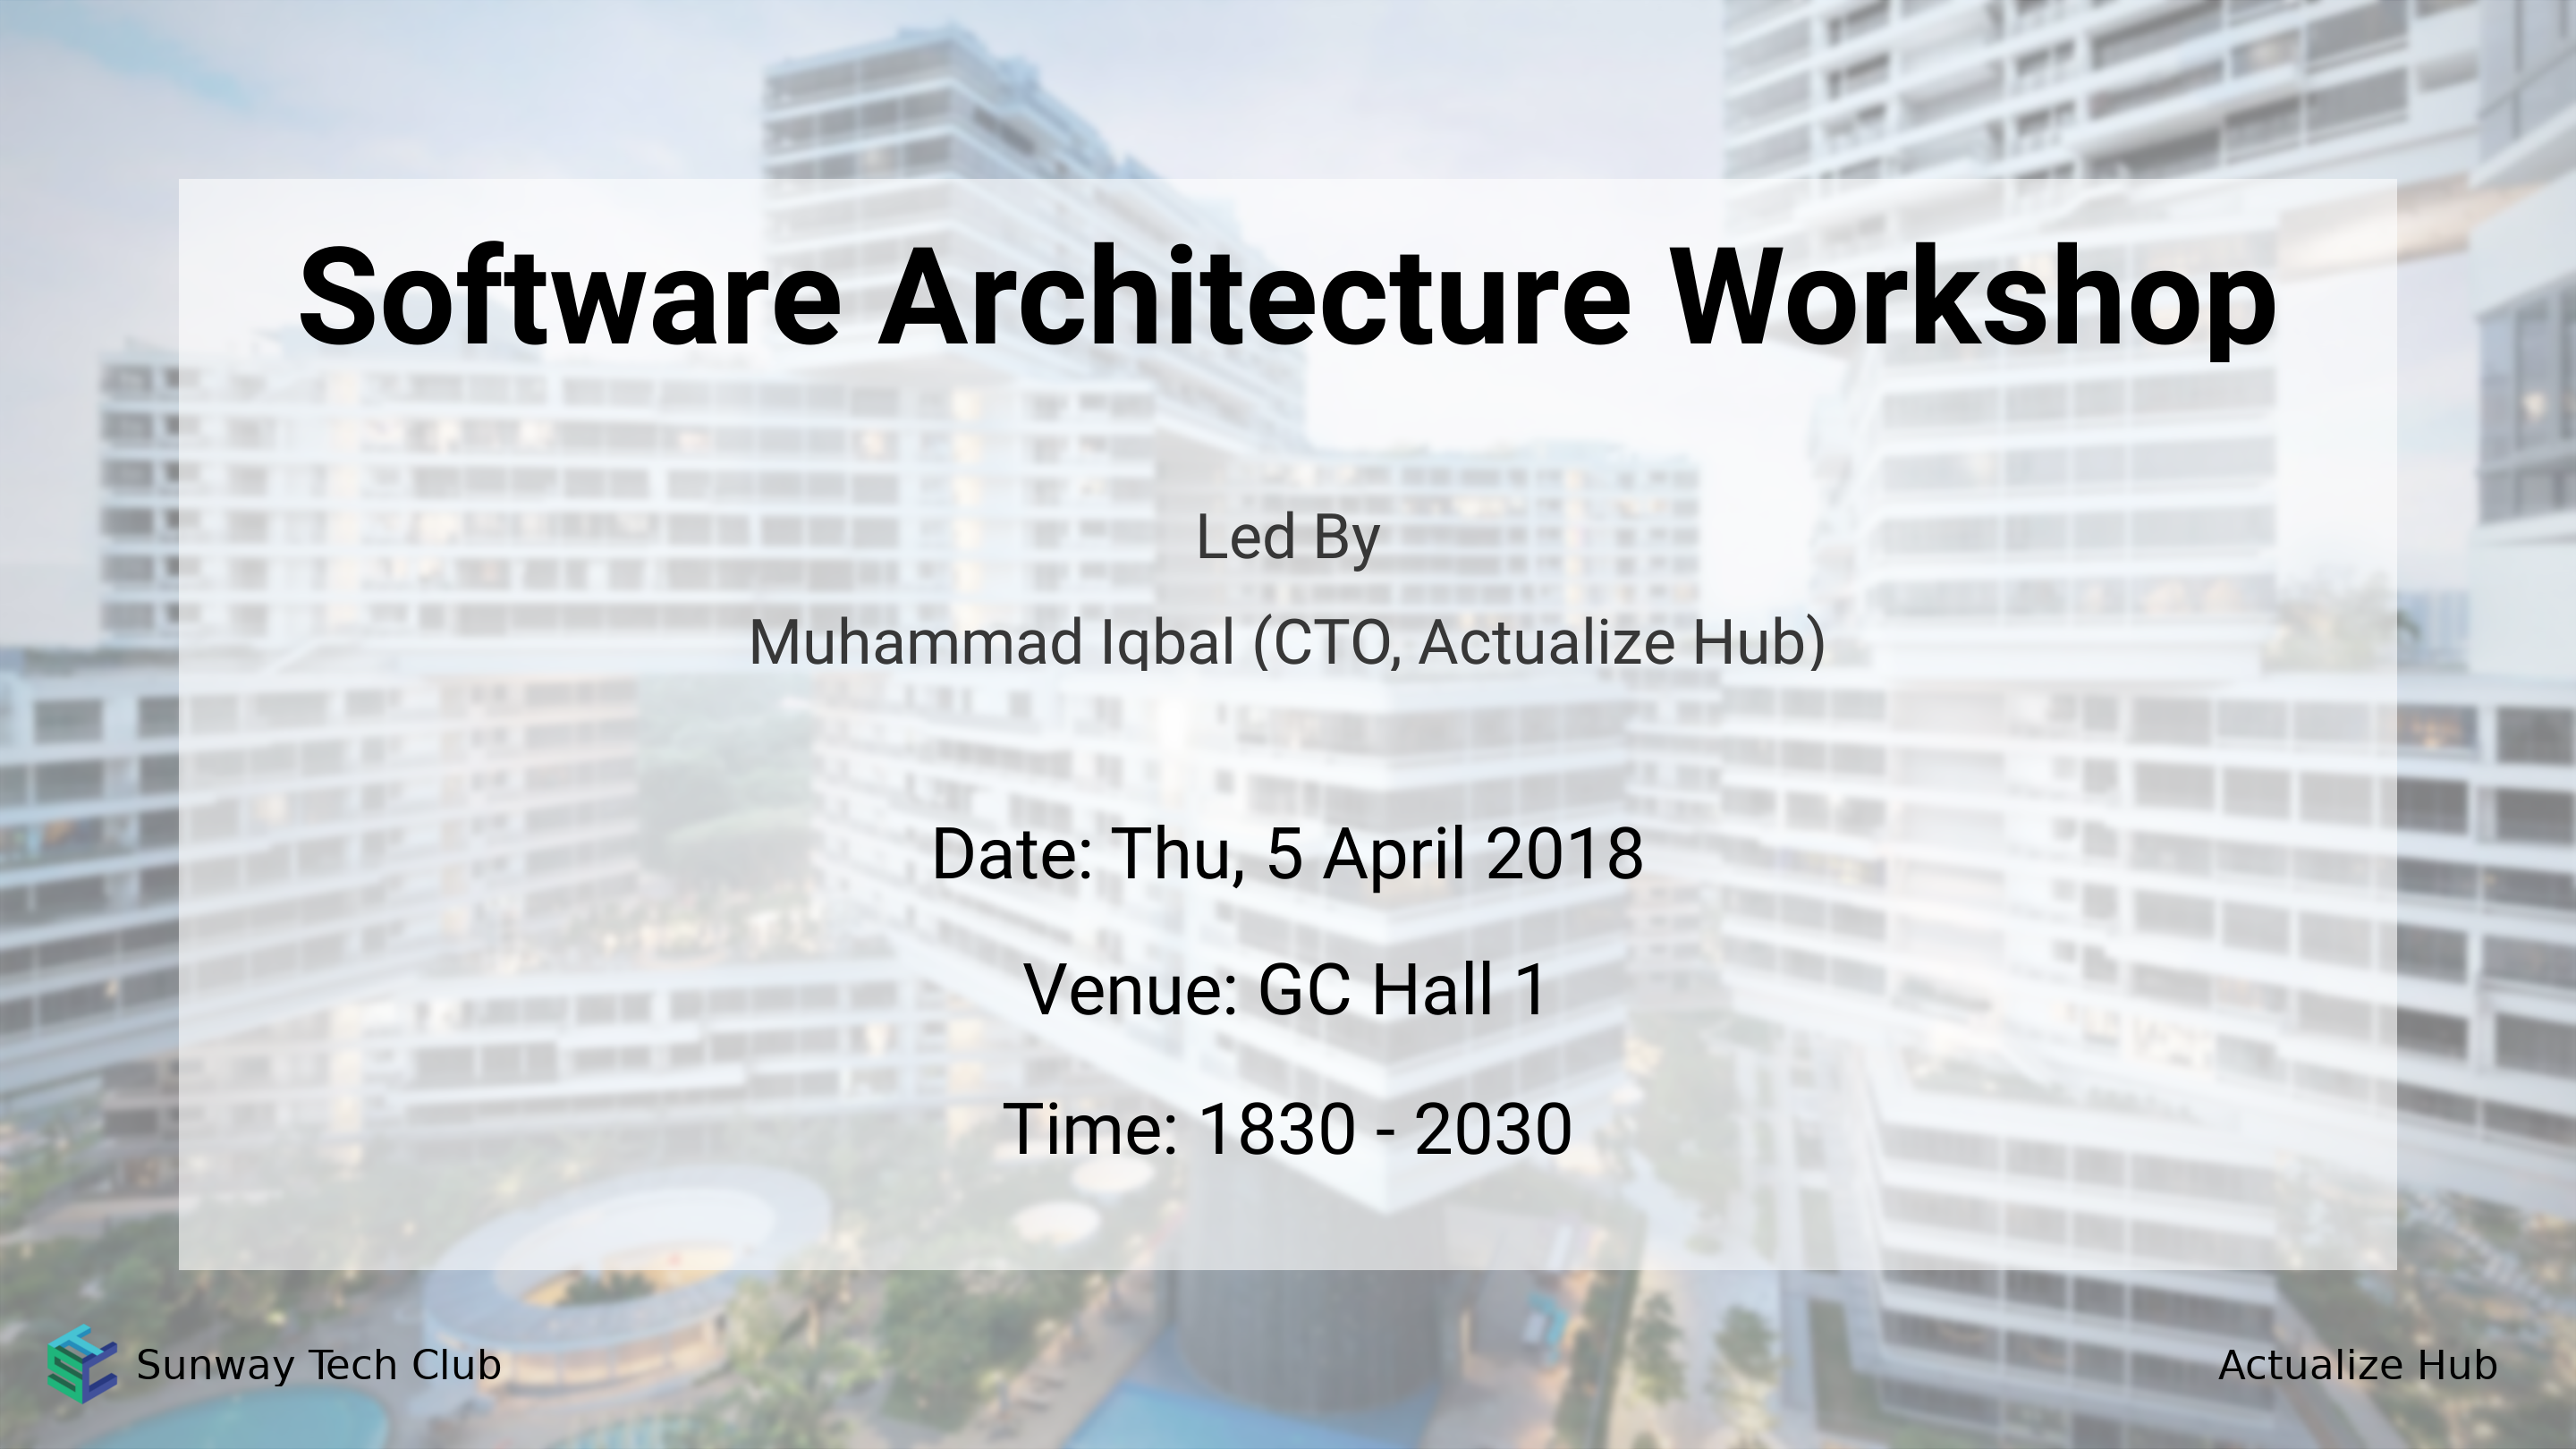 Software Architecture Workshop
Led By
Muhammad Iqbal (CTO, Actualize Hub)
Date: Thu, 5 April 2018
Venue: GC Hall 1
Time: 1830 - 2030
Sunway Tech Club
Actualize Hub